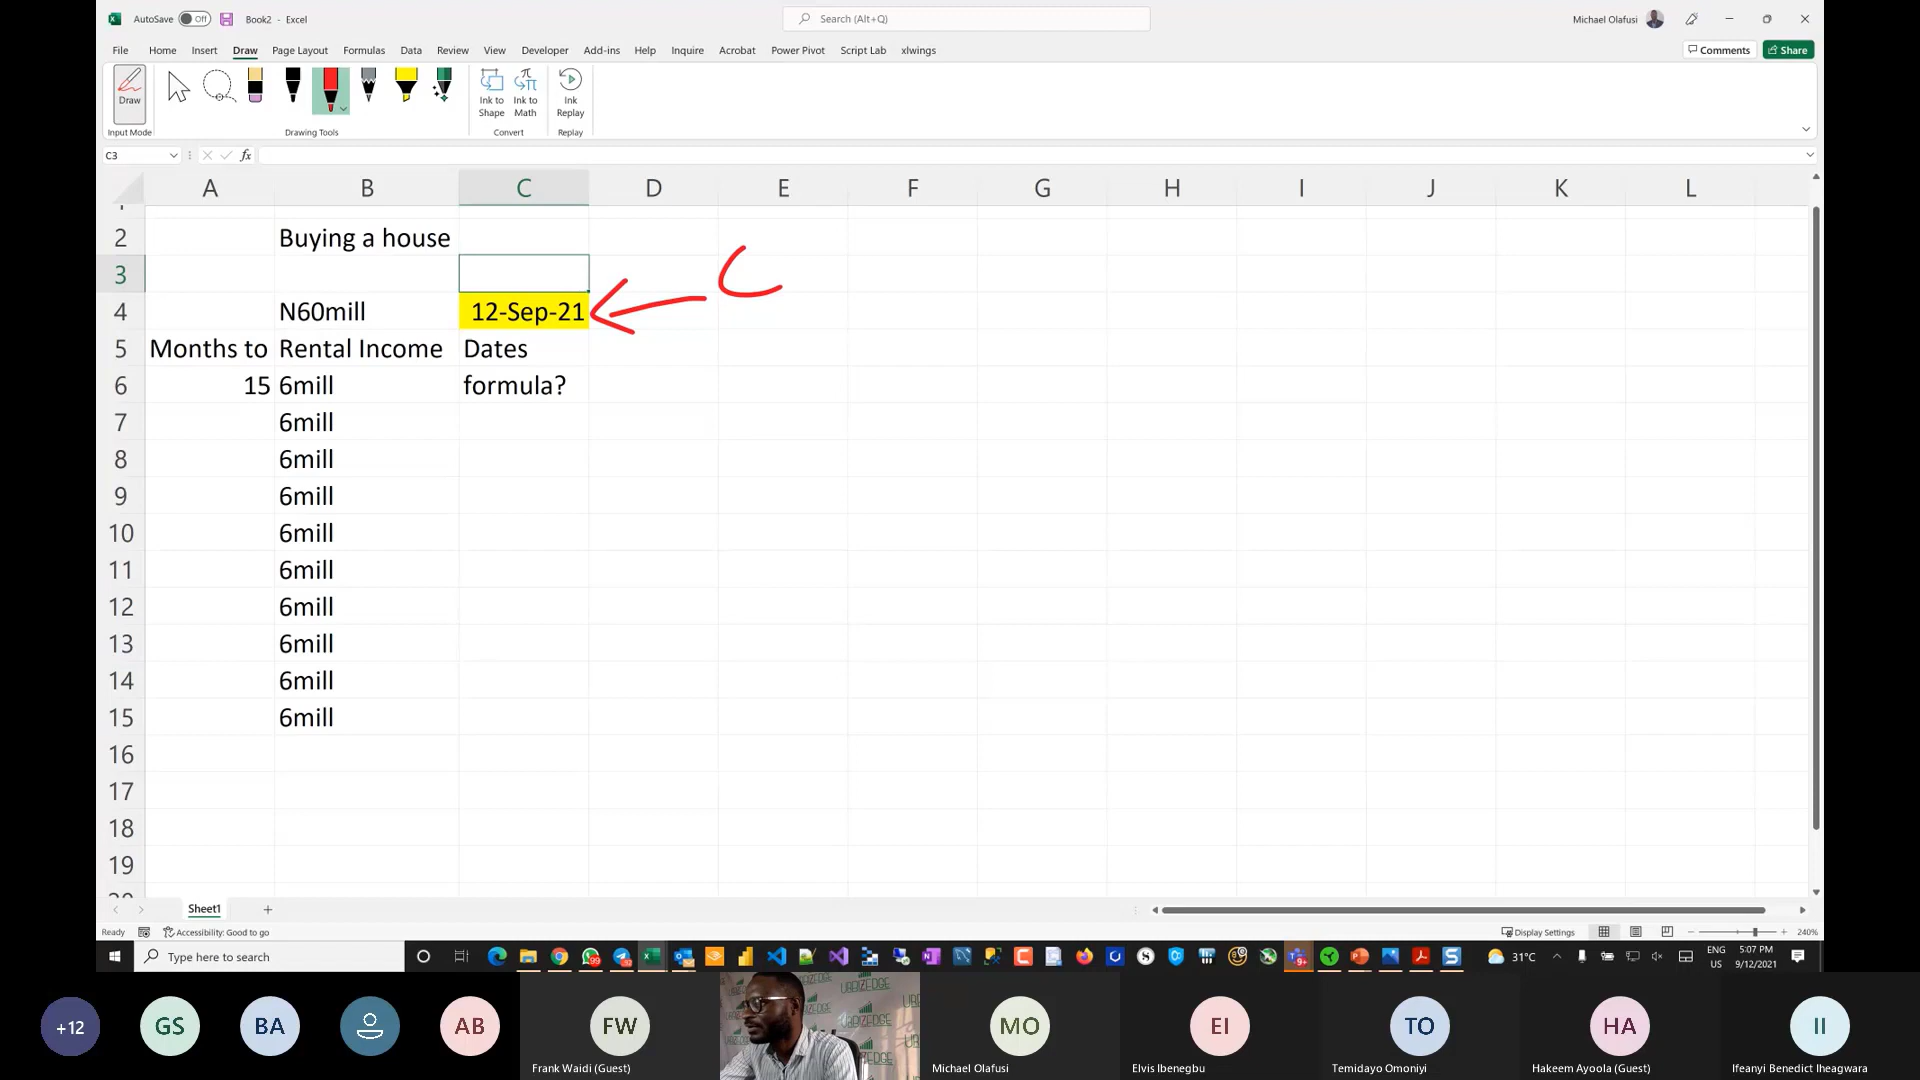 AutoSave Off Book2 - Excel Search (Alt+Q) Michael Olafusi
File Home Insert Draw Page Layout Formulas Data Review View Developer Add-ins Help Inquire Acrobat Power Pivot Script Lab xlwings Comments Share
Draw Ink to Shape Ink to Math Ink Replay
Input Mode Drawing Tools Convert Replay
C3 fx
A B C D E F G H I J K L
2 Buying a house
3
4 N60mill 12-Sep-21
5 Months to Rental Income Dates
6 15 6mill formula?
7 6mill
8 6mill
9 6mill
10 6mill
11 6mill
12 6mill
13 6mill
14 6mill
15 6mill
16
17
18
19
Sheet1
Ready Accessibility: Good to go Display Settings 240%
Type here to search 31°C ENG US 5:07 PM 9/12/2021
+12 GS BA AB FW MO EI TO HA II
URBIZEDGE
Frank Waidi (Guest) Michael Olafusi Elvis Ibenegbu Temidayo Omoniyi Hakeem Ayoola (Guest) Ifeanyi Benedict Iheagwara